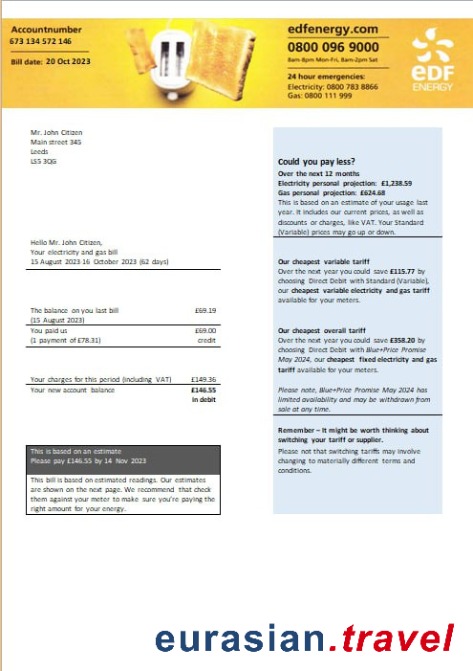 Accountnumber
673 134 572 146
Bill date: 20 Oct 2023
edfenergy.com
0800 096 9000
8am-8pm Mon-Fri, 8am-2pm Sat
24 hour emergencies:
Electricity: 0800 783 8866
Gas: 0800 111 999
eDF
ENERGY
Mr. John Citizen
Main street 345
Leeds
LS5 3QG
Hello Mr. John Citizen,
Your electricity and gas bill
15 August 2023-16 October 2023 (62 days)
The balance on you last bill £69.19
(15 August 2023)
You paid us £69.00
(1 payment of £78.31) credit
Your charges for this period (including VAT) £149.36
Your new account balance £146.55
in debit
This is based on an estimate
Please pay £146.55 by 14 Nov 2023
This bill is based on estimated readings. Our estimates
are shown on the next page. We recommend that check
them against your meter to make sure you're paying the
right amount for your energy.
Could you pay less?
Over the next 12 months
Electricity personal projection: £1,238.59
Gas personal projection: £624.68
This is based on an estimate of your usage last
year. It includes our current prices, as well as
discounts or charges, like VAT. Your Standard
(Variable) prices may go up or down.
Our cheapest variable tariff
Over the next year you could save £115.77 by
choosing Direct Debit with Standard (Variable),
our cheapest variable electricity and gas tariff
available for your meters.
Our cheapest overall tariff
Over the next year you could save £358.20 by
choosing Direct Debit with Blue+Price Promise
May 2024, our cheapest fixed electricity and gas
tariff available for your meters.
Please note, Blue+Price Promise May 2024 has
limited availability and may be withdrawn from
sale at any time.
Remember – It might be worth thinking about
switching your tariff or supplier.
Please not that switching tariffs may involve
changing to materially different terms and
conditions.
eurasian.travel